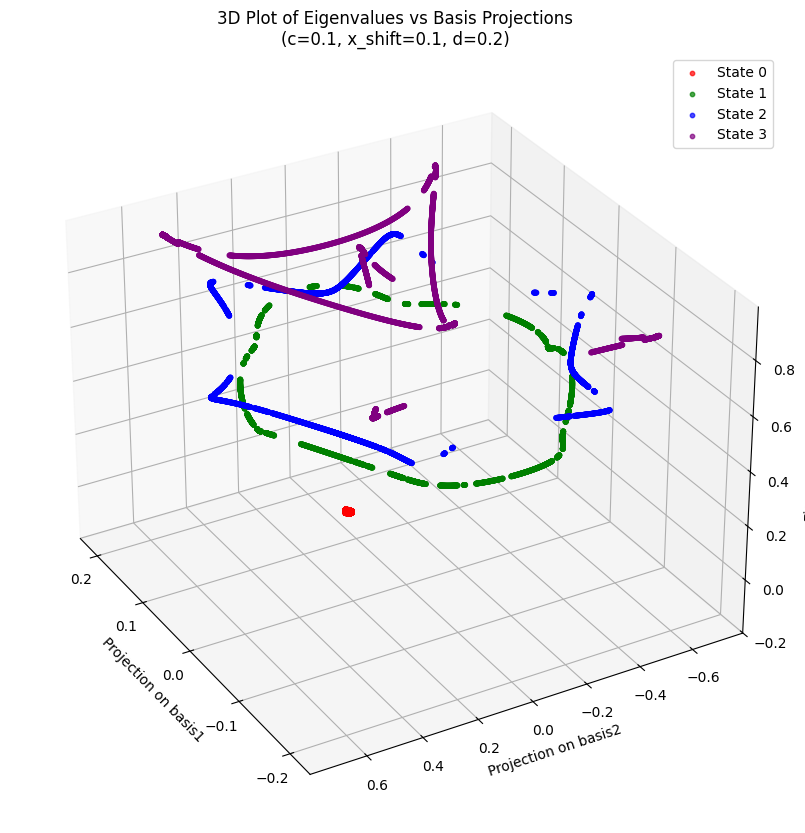 3D Plot of Eigenvalues vs Basis Projections
(c=0.1, x_shift=0.1, d=0.2)
State 0
State 1
State 2
State 3
0.8
0.6
0.4
0.2
0.0
−0.2
0.2
0.1
0.0
−0.1
−0.2
Projection on basis1
0.6
0.4
0.2
0.0
−0.2
−0.4
−0.6
Projection on basis2